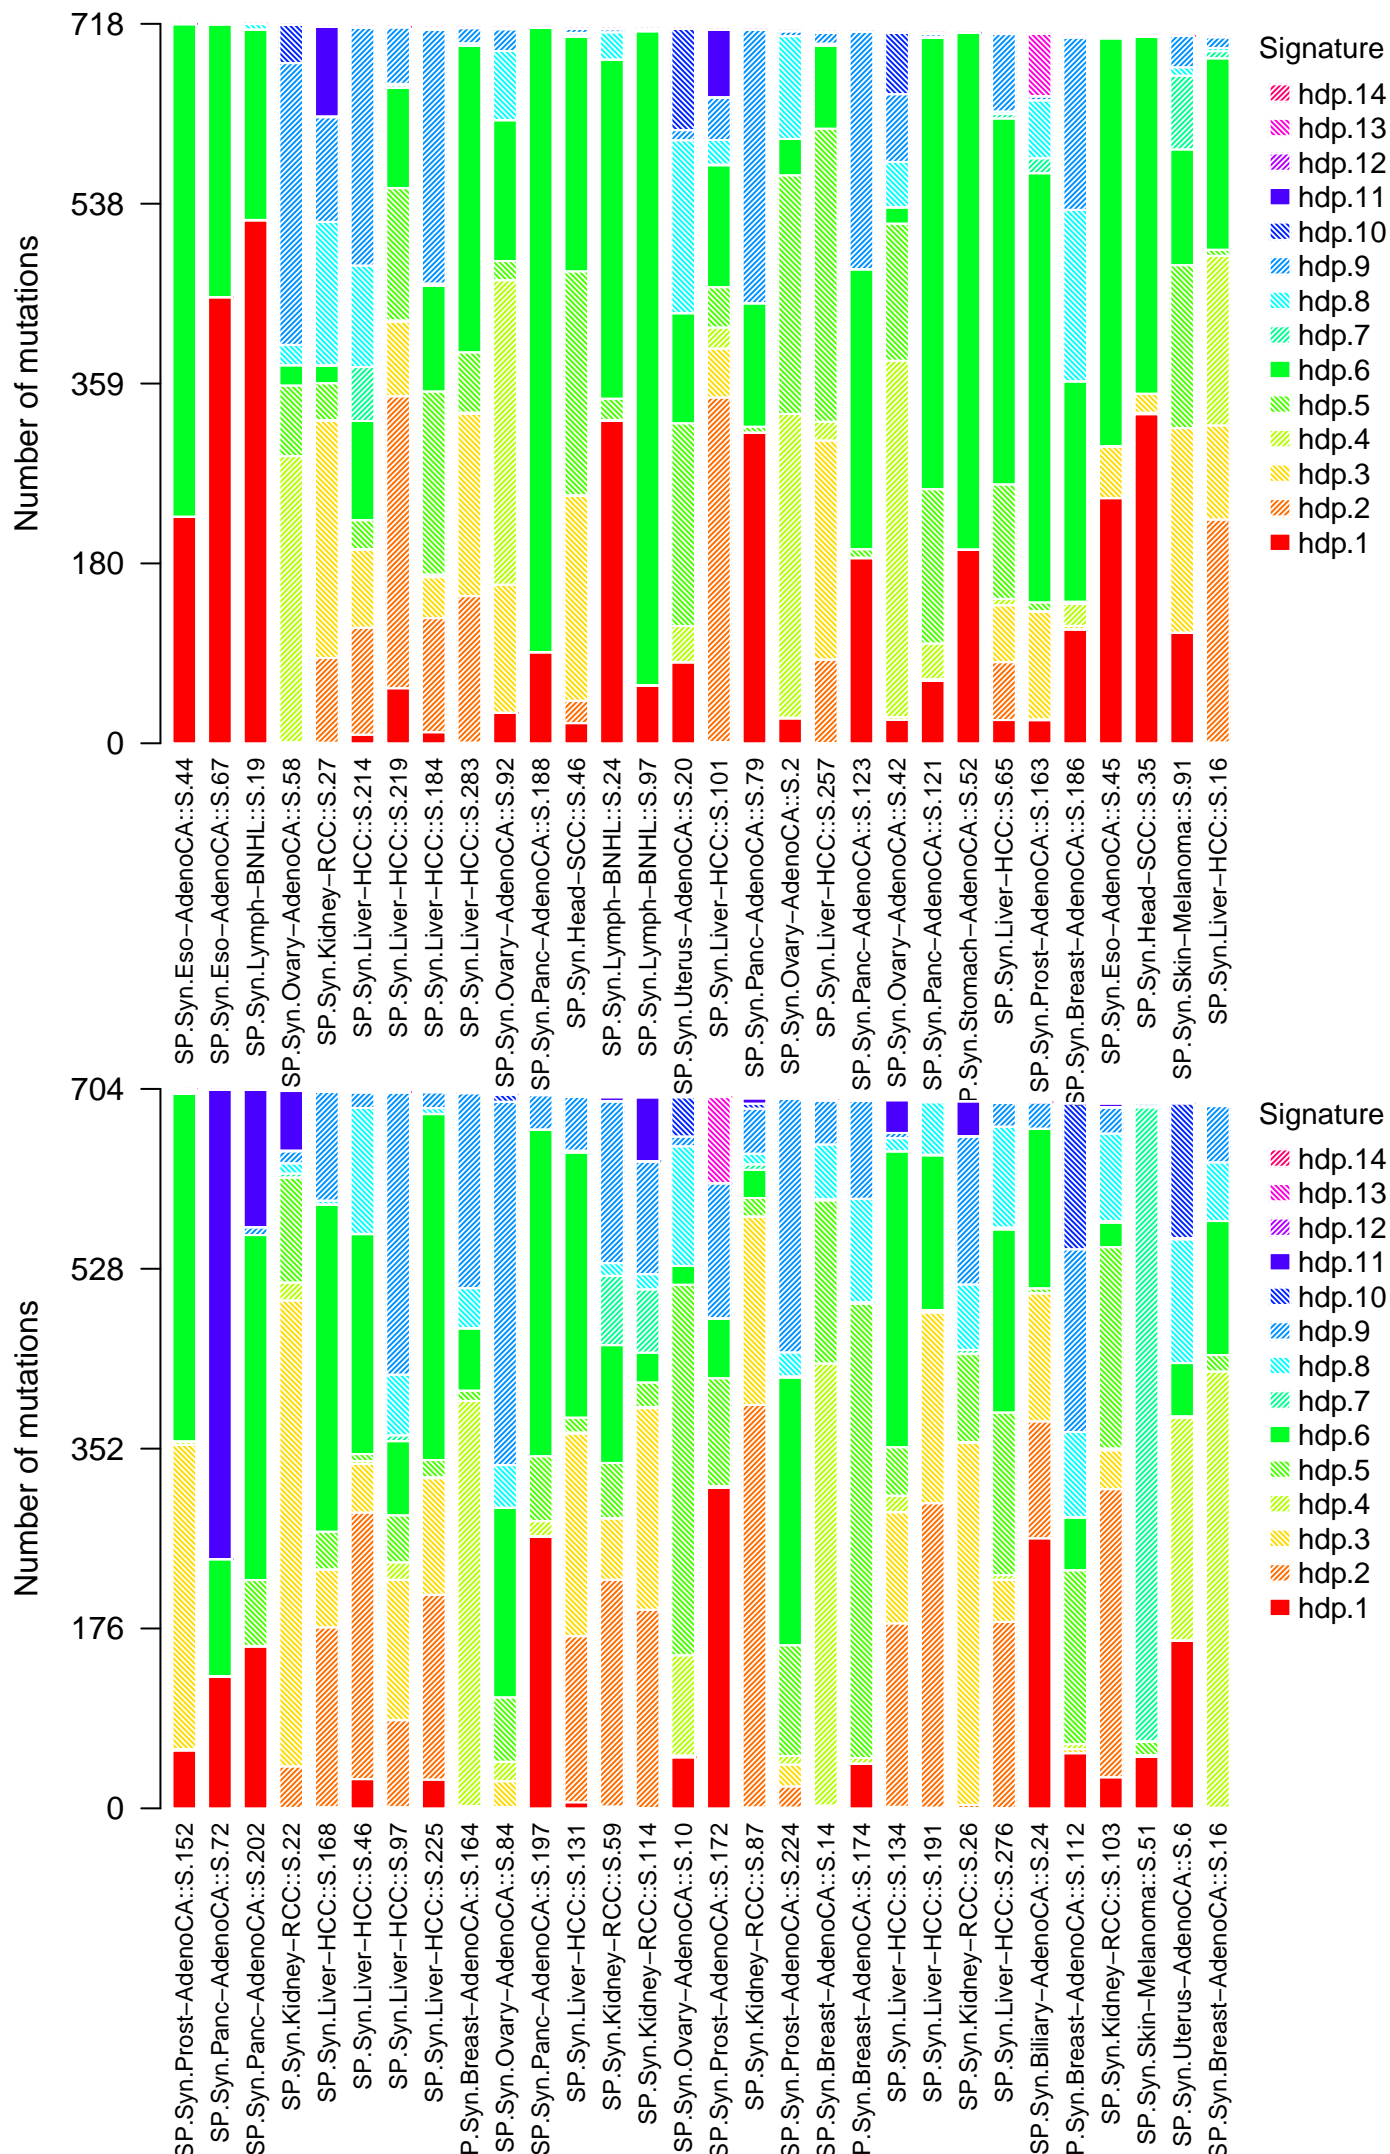 Number of mutations
718
538
359
180
0
Signature
hdp.14
hdp.13
hdp.12
hdp.11
hdp.10
hdp.9
hdp.8
hdp.7
hdp.6
hdp.5
hdp.4
hdp.3
hdp.2
hdp.1
SP.Syn.Eso−AdenoCA::S.44
SP.Syn.Eso−AdenoCA::S.67
SP.Syn.Lymph−BNHL::S.19
SP.Syn.Ovary−AdenoCA::S.58
SP.Syn.Kidney−RCC::S.27
SP.Syn.Liver−HCC::S.214
SP.Syn.Liver−HCC::S.219
SP.Syn.Liver−HCC::S.184
SP.Syn.Liver−HCC::S.283
SP.Syn.Ovary−AdenoCA::S.92
SP.Syn.Panc−AdenoCA::S.188
SP.Syn.Head−SCC::S.46
SP.Syn.Lymph−BNHL::S.24
SP.Syn.Lymph−BNHL::S.97
SP.Syn.Uterus−AdenoCA::S.20
SP.Syn.Liver−HCC::S.101
SP.Syn.Panc−AdenoCA::S.79
SP.Syn.Ovary−AdenoCA::S.2
SP.Syn.Liver−HCC::S.257
SP.Syn.Panc−AdenoCA::S.123
SP.Syn.Ovary−AdenoCA::S.42
SP.Syn.Panc−AdenoCA::S.121
P.Syn.Stomach−AdenoCA::S.52
SP.Syn.Liver−HCC::S.65
SP.Syn.Prost−AdenoCA::S.163
SP.Syn.Breast−AdenoCA::S.186
SP.Syn.Eso−AdenoCA::S.45
SP.Syn.Head−SCC::S.35
SP.Syn.Skin−Melanoma::S.91
SP.Syn.Liver−HCC::S.16
Number of mutations
704
528
352
176
0
Signature
hdp.14
hdp.13
hdp.12
hdp.11
hdp.10
hdp.9
hdp.8
hdp.7
hdp.6
hdp.5
hdp.4
hdp.3
hdp.2
hdp.1
SP.Syn.Prost−AdenoCA::S.152
SP.Syn.Panc−AdenoCA::S.72
SP.Syn.Panc−AdenoCA::S.202
SP.Syn.Kidney−RCC::S.22
SP.Syn.Liver−HCC::S.168
SP.Syn.Liver−HCC::S.46
SP.Syn.Liver−HCC::S.97
SP.Syn.Liver−HCC::S.225
SP.Syn.Breast−AdenoCA::S.164
SP.Syn.Ovary−AdenoCA::S.84
SP.Syn.Panc−AdenoCA::S.197
SP.Syn.Liver−HCC::S.131
SP.Syn.Kidney−RCC::S.59
SP.Syn.Kidney−RCC::S.114
SP.Syn.Ovary−AdenoCA::S.10
SP.Syn.Prost−AdenoCA::S.172
SP.Syn.Kidney−RCC::S.87
SP.Syn.Prost−AdenoCA::S.224
SP.Syn.Breast−AdenoCA::S.14
SP.Syn.Breast−AdenoCA::S.174
SP.Syn.Liver−HCC::S.134
SP.Syn.Liver−HCC::S.191
SP.Syn.Kidney−RCC::S.26
SP.Syn.Liver−HCC::S.276
SP.Syn.Biliary−AdenoCA::S.24
SP.Syn.Breast−AdenoCA::S.112
SP.Syn.Kidney−RCC::S.103
SP.Syn.Skin−Melanoma::S.51
SP.Syn.Uterus−AdenoCA::S.6
SP.Syn.Breast−AdenoCA::S.16